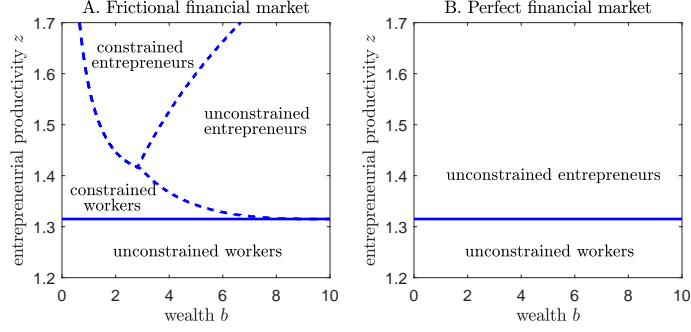 A. Frictional financial market
1.7
1.6
1.5
1.4
1.3
1.2
entrepreneurial productivity z
constrained
entrepreneurs
unconstrained
entrepreneurs
constrained
workers
unconstrained workers
0 2 4 6 8 10
wealth b
B. Perfect financial market
1.7
1.6
1.5
1.4
1.3
1.2
entrepreneurial productivity z
unconstrained entrepreneurs
unconstrained workers
0 2 4 6 8 10
wealth b